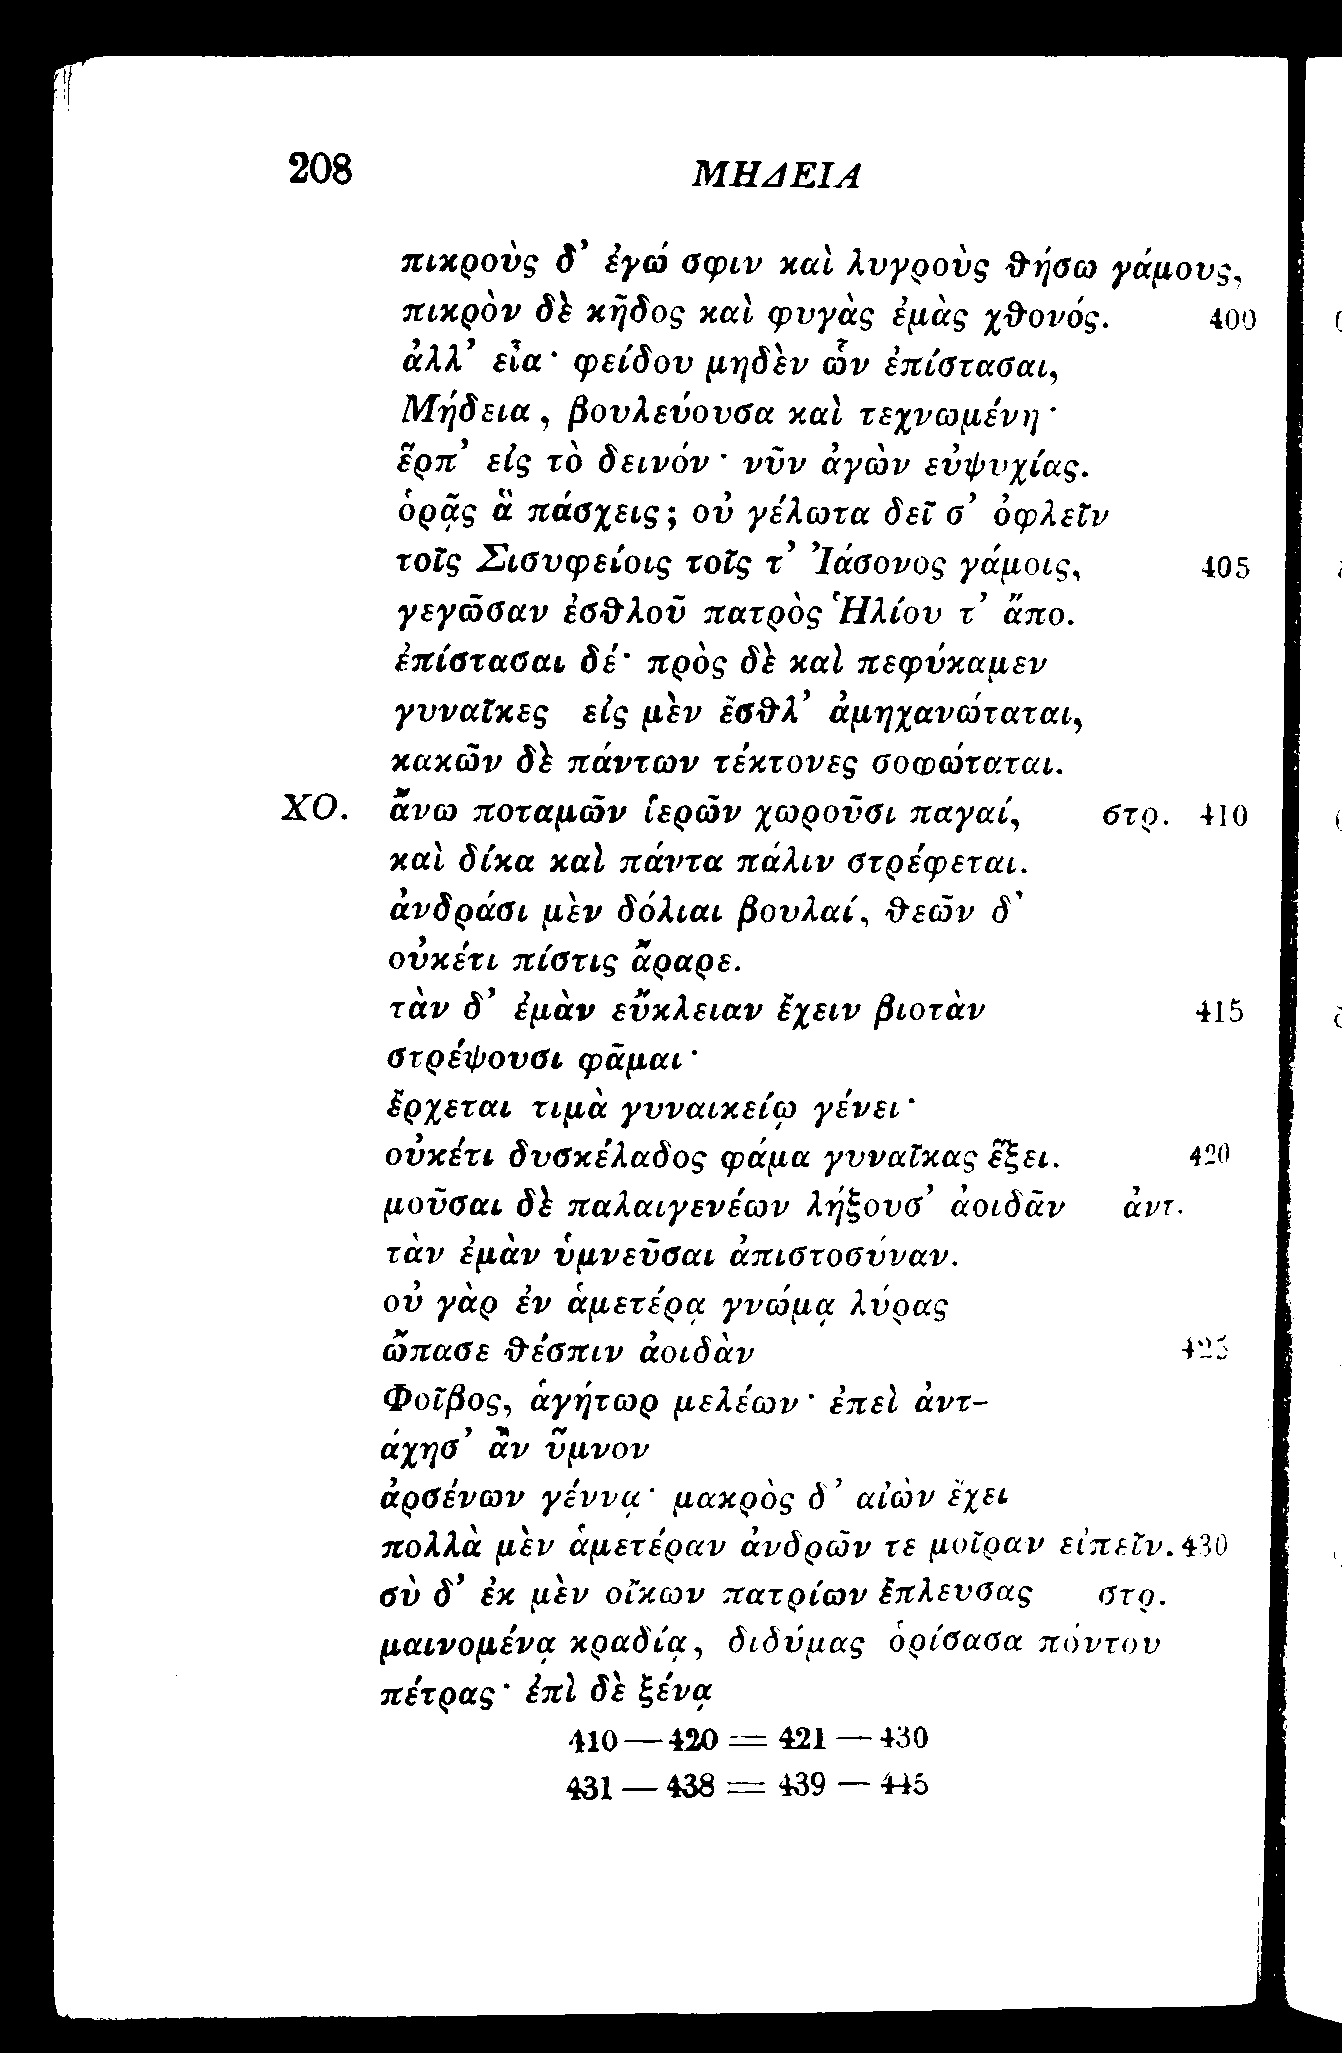 208 ΜΗΔΕΙΑ
πικροὺς δ’ ἐγώ σφιν καὶ λυγροὺς θήσω γάμους,
πικρὸν δὲ κῆδος καὶ φυγὰς ἐμὰς χθονός. 400
ἀλλ’ εἶα· φείδου μηδὲν ὧν ἐπίστασαι,
Μήδεια, βουλεύουσα καὶ τεχνωμένη·
ἕρπ’ εἰς τὸ δεινόν· νῦν ἀγὼν εὐψυχίας.
ὁρᾷς ἃ πάσχεις; οὐ γέλωτα δεῖ σ’ ὀφλεῖν
τοῖς Σισυφείοις τοῖς τ’ Ἰάσονος γάμοις, 405
γεγῶσαν ἐσθλοῦ πατρὸς Ἡλίου τ’ ἄπο.
ἐπίστασαι δέ· πρὸς δὲ καὶ πεφύκαμεν
γυναῖκες εἰς μὲν ἔσθλ’ ἀμηχανώταται,
κακῶν δὲ πάντων τέκτονες σοφώταται.
ΧΟ. ἄνω ποταμῶν ἱερῶν χωροῦσι παγαί, στρ. 410
καὶ δίκα καὶ πάντα πάλιν στρέφεται.
ἀνδράσι μὲν δόλιαι βουλαί, θεῶν δ’
οὐκέτι πίστις ἄραρε.
τὰν δ’ ἐμὰν εὔκλειαν ἔχειν βιοτὰν 415
στρέψουσι φᾶμαι·
ἔρχεται τιμὰ γυναικείῳ γένει·
οὐκέτι δυσκέλαδος φάμα γυναῖκας ἕξει. 420
μοῦσαι δὲ παλαιγενέων λήξουσ’ ἀοιδᾶν ἀντ.
τὰν ἐμὰν ὑμνεῦσαι ἀπιστοσύναν.
οὐ γὰρ ἐν ἁμετέρᾳ γνώμᾳ λύρας
ὤπασε θέσπιν ἀοιδὰν 425
Φοῖβος, ἁγήτωρ μελέων· ἐπεὶ ἀντ-
άχησ’ ἂν ὕμνον
ἀρσένων γέννᾳ· μακρὸς δ’ αἰὼν ἔχει
πολλὰ μὲν ἁμετέραν ἀνδρῶν τε μοῖραν εἰπεῖν. 430
σὺ δ’ ἐκ μὲν οἴκων πατρίων ἔπλευσας στρ.
μαινομένᾳ κραδίᾳ, διδύμας ὁρίσασα πόντου
πέτρας· ἐπὶ δὲ ξένᾳ
410 — 420 = 421 — 430
431 — 438 = 439 — 445